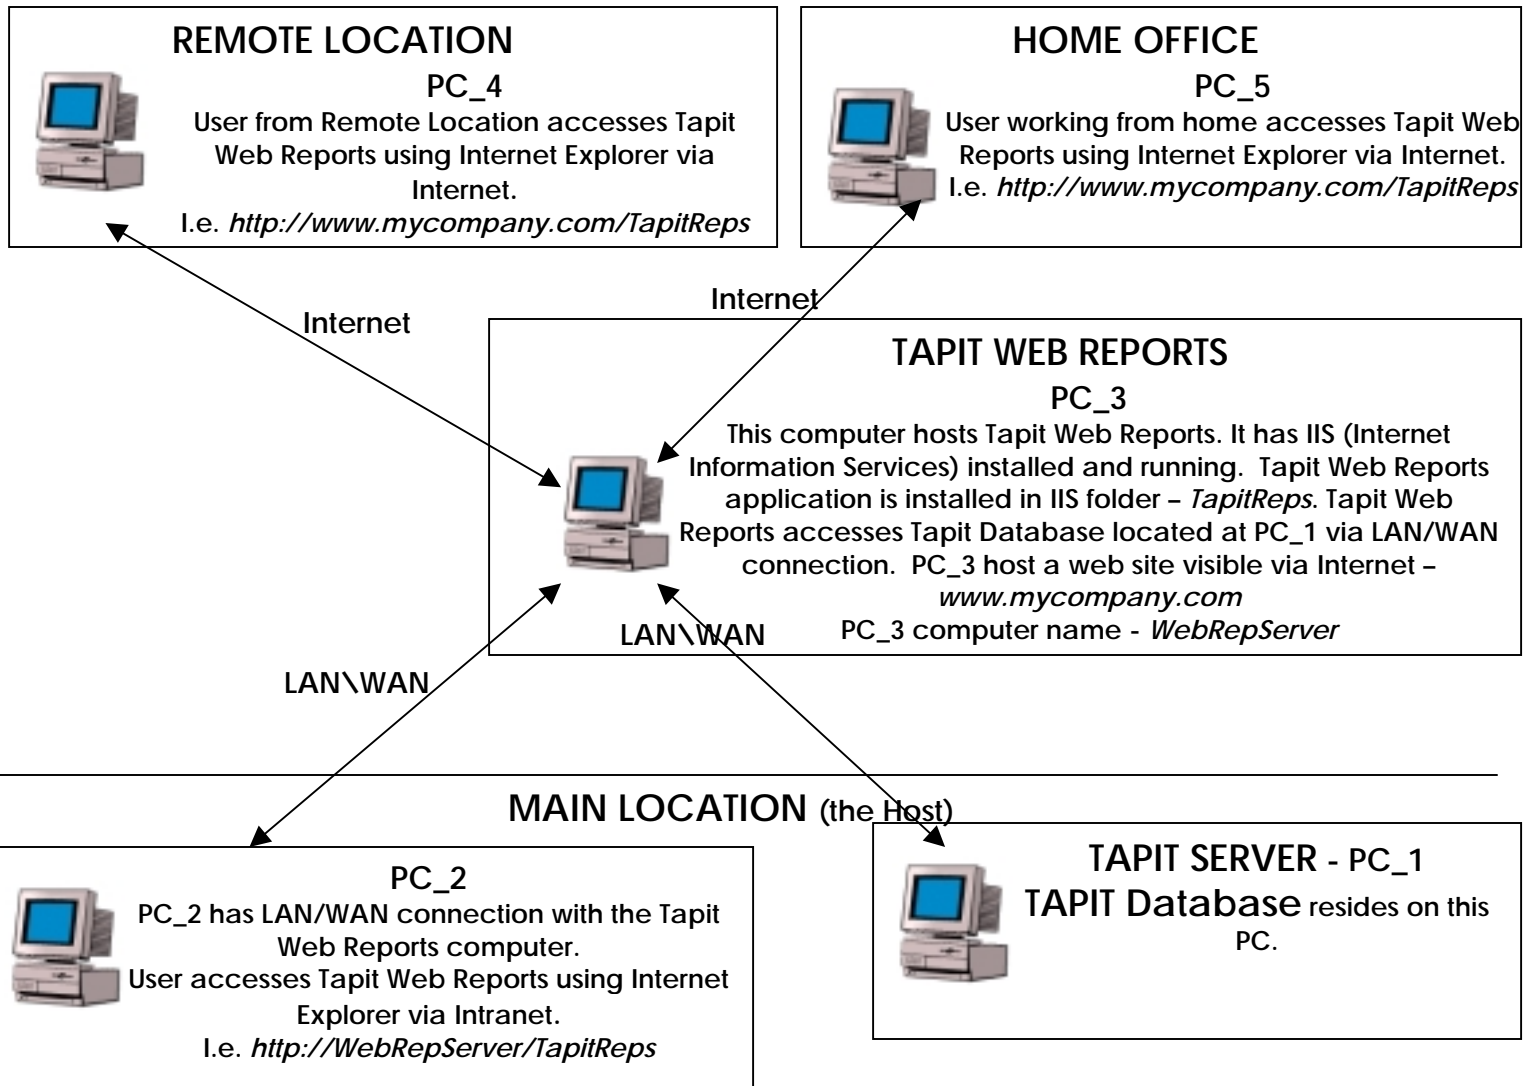 REMOTE LOCATION
PC_4
User from Remote Location accesses Tapit
Web Reports using Internet Explorer via
Internet.
I.e. http://www.mycompany.com/TapitReps
HOME OFFICE
PC_5
User working from home accesses Tapit Web
Reports using Internet Explorer via Internet.
I.e. http://www.mycompany.com/TapitReps
Internet
Internet
TAPIT WEB REPORTS
PC_3
This computer hosts Tapit Web Reports. It has IIS (Internet
Information Services) installed and running. Tapit Web Reports
application is installed in IIS folder – TapitReps. Tapit Web
Reports accesses Tapit Database located at PC_1 via LAN/WAN
connection. PC_3 host a web site visible via Internet –
www.mycompany.com
PC_3 computer name - WebRepServer
LAN\WAN
LAN\WAN
MAIN LOCATION (the Host)
PC_2
PC_2 has LAN/WAN connection with the Tapit
Web Reports computer.
User accesses Tapit Web Reports using Internet
Explorer via Intranet.
I.e. http://WebRepServer/TapitReps
TAPIT SERVER - PC_1
TAPIT Database resides on this
PC.